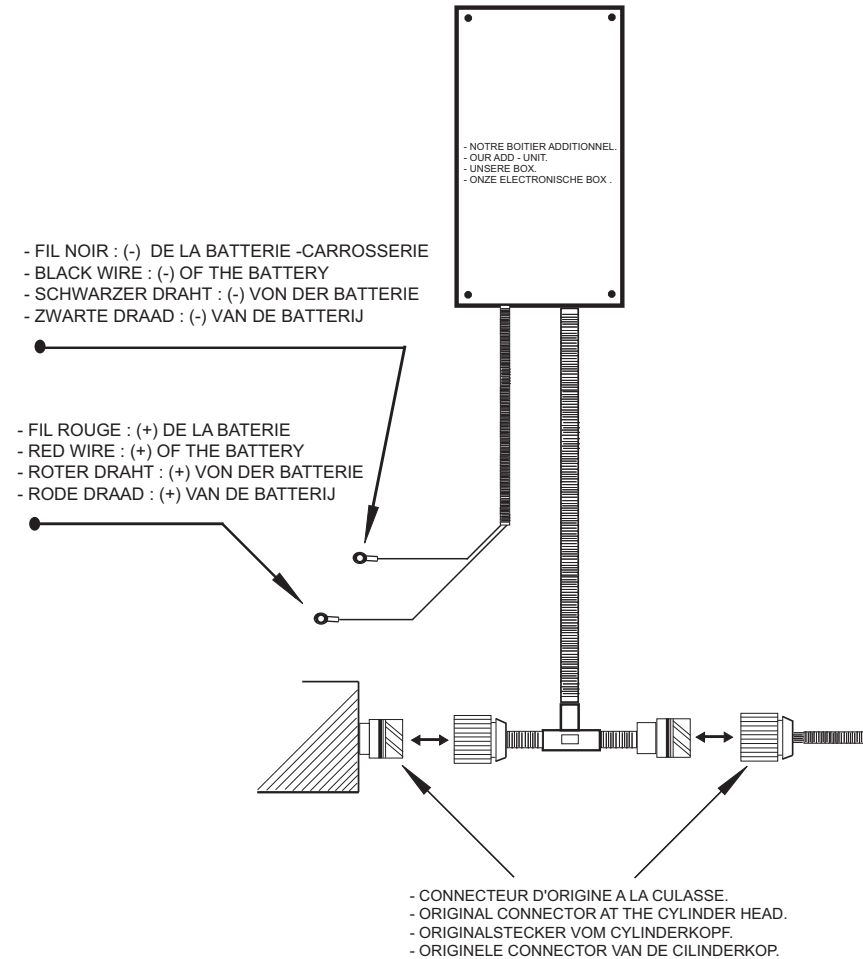 - NOTRE BOITIER ADDITIONNEL.
- OUR ADD - UNIT.
- UNSERE BOX.
- ONZE ELECTRONISCHE BOX .
- FIL NOIR : (-) DE LA BATTERIE -CARROSSERIE
- BLACK WIRE : (-) OF THE BATTERY
- SCHWARZER DRAHT : (-) VON DER BATTERIE
- ZWARTE DRAAD : (-) VAN DE BATTERIJ
- FIL ROUGE : (+) DE LA BATERIE
- RED WIRE : (+) OF THE BATTERY
- ROTER DRAHT : (+) VON DER BATTERIE
- RODE DRAAD : (+) VAN DE BATTERIJ
- CONNECTEUR D'ORIGINE A LA CULASSE.
- ORIGINAL CONNECTOR AT THE CYLINDER HEAD.
- ORIGINALSTECKER VOM CYLINDERKOPF.
- ORIGINELE CONNECTOR VAN DE CILINDERKOP.